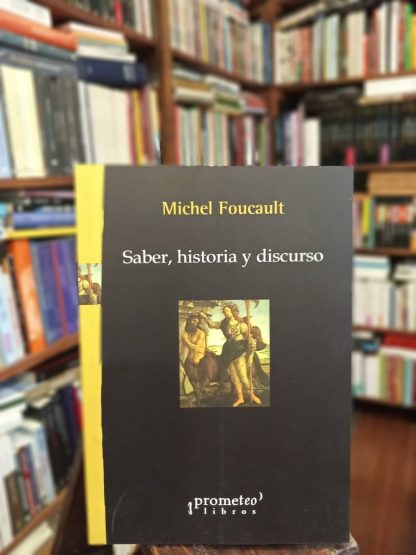 Michel Foucault
Saber, historia y discurso
prometeo
libros